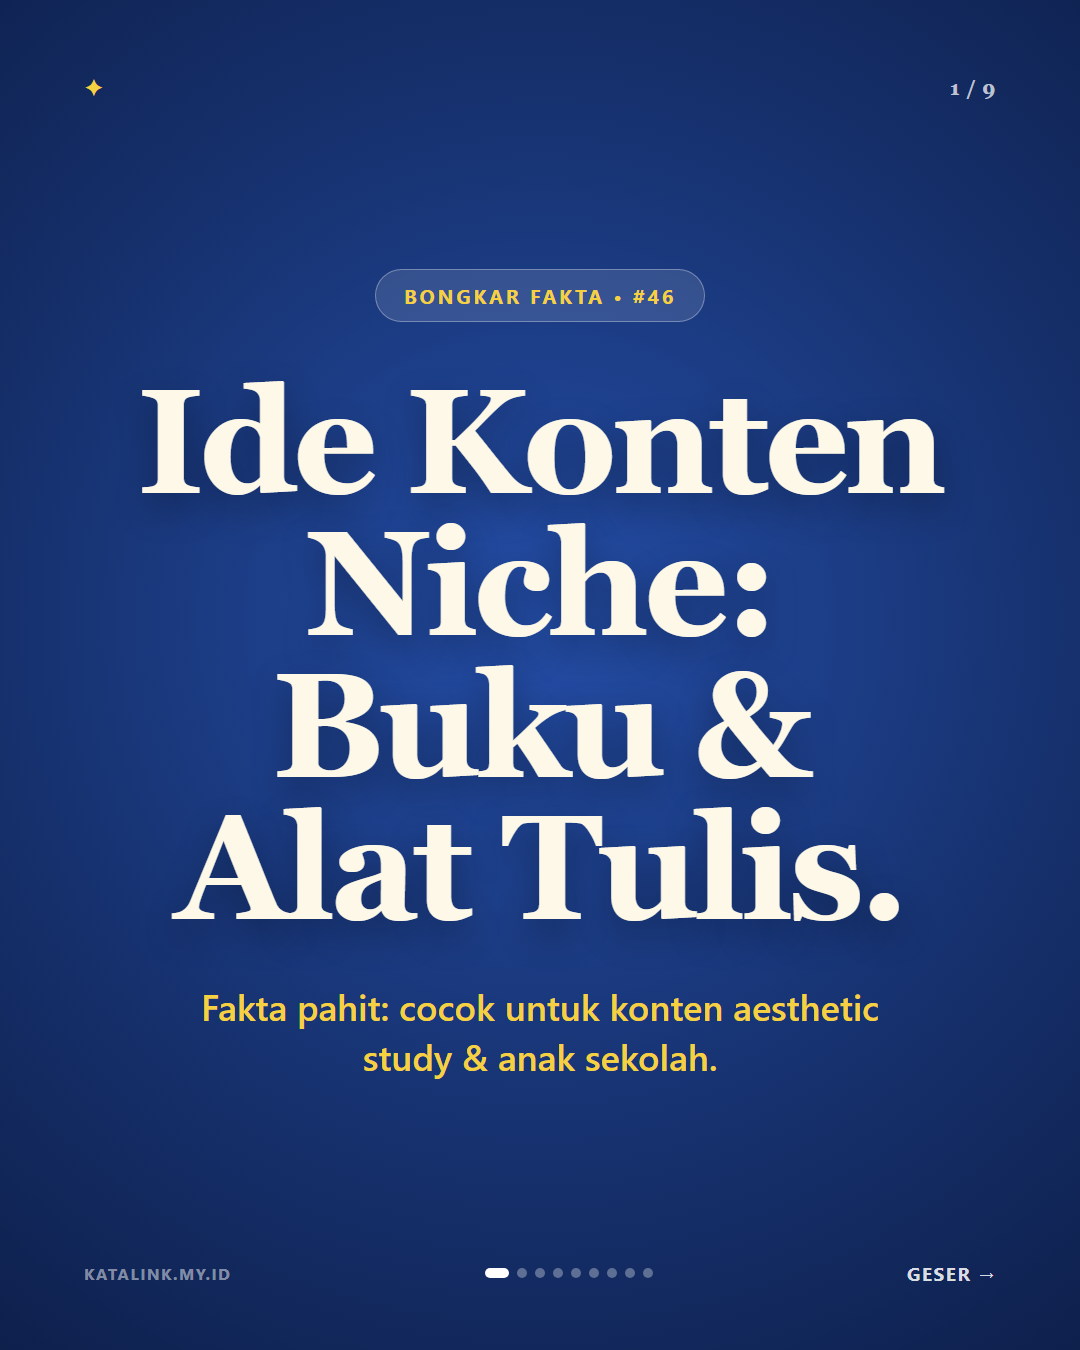 ✦
1 / 9
BONGKAR FAKTA • #46
Ide Konten
Niche:
Buku &
Alat Tulis.
Fakta pahit: cocok untuk konten aesthetic
study & anak sekolah.
KATALINK.MY.ID
GESER →